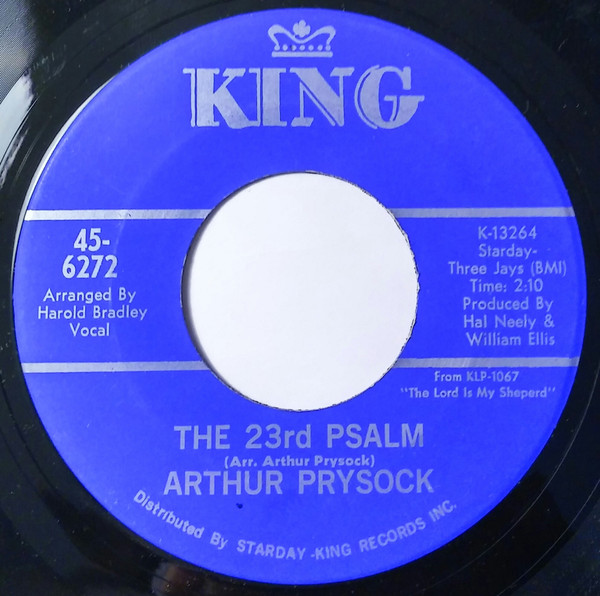 KING
45-
6272
Arranged By
Harold Bradley
Vocal
K-13264
Starday-
Three Jays (BMI)
Time: 2:10
Produced By
Hal Neely &
William Ellis
From KLP-1067
"The Lord Is My Sheperd"
THE 23rd PSALM
(Arr. Arthur Prysock)
ARTHUR PRYSOCK
Distributed By STARDAY-KING RECORDS INC.